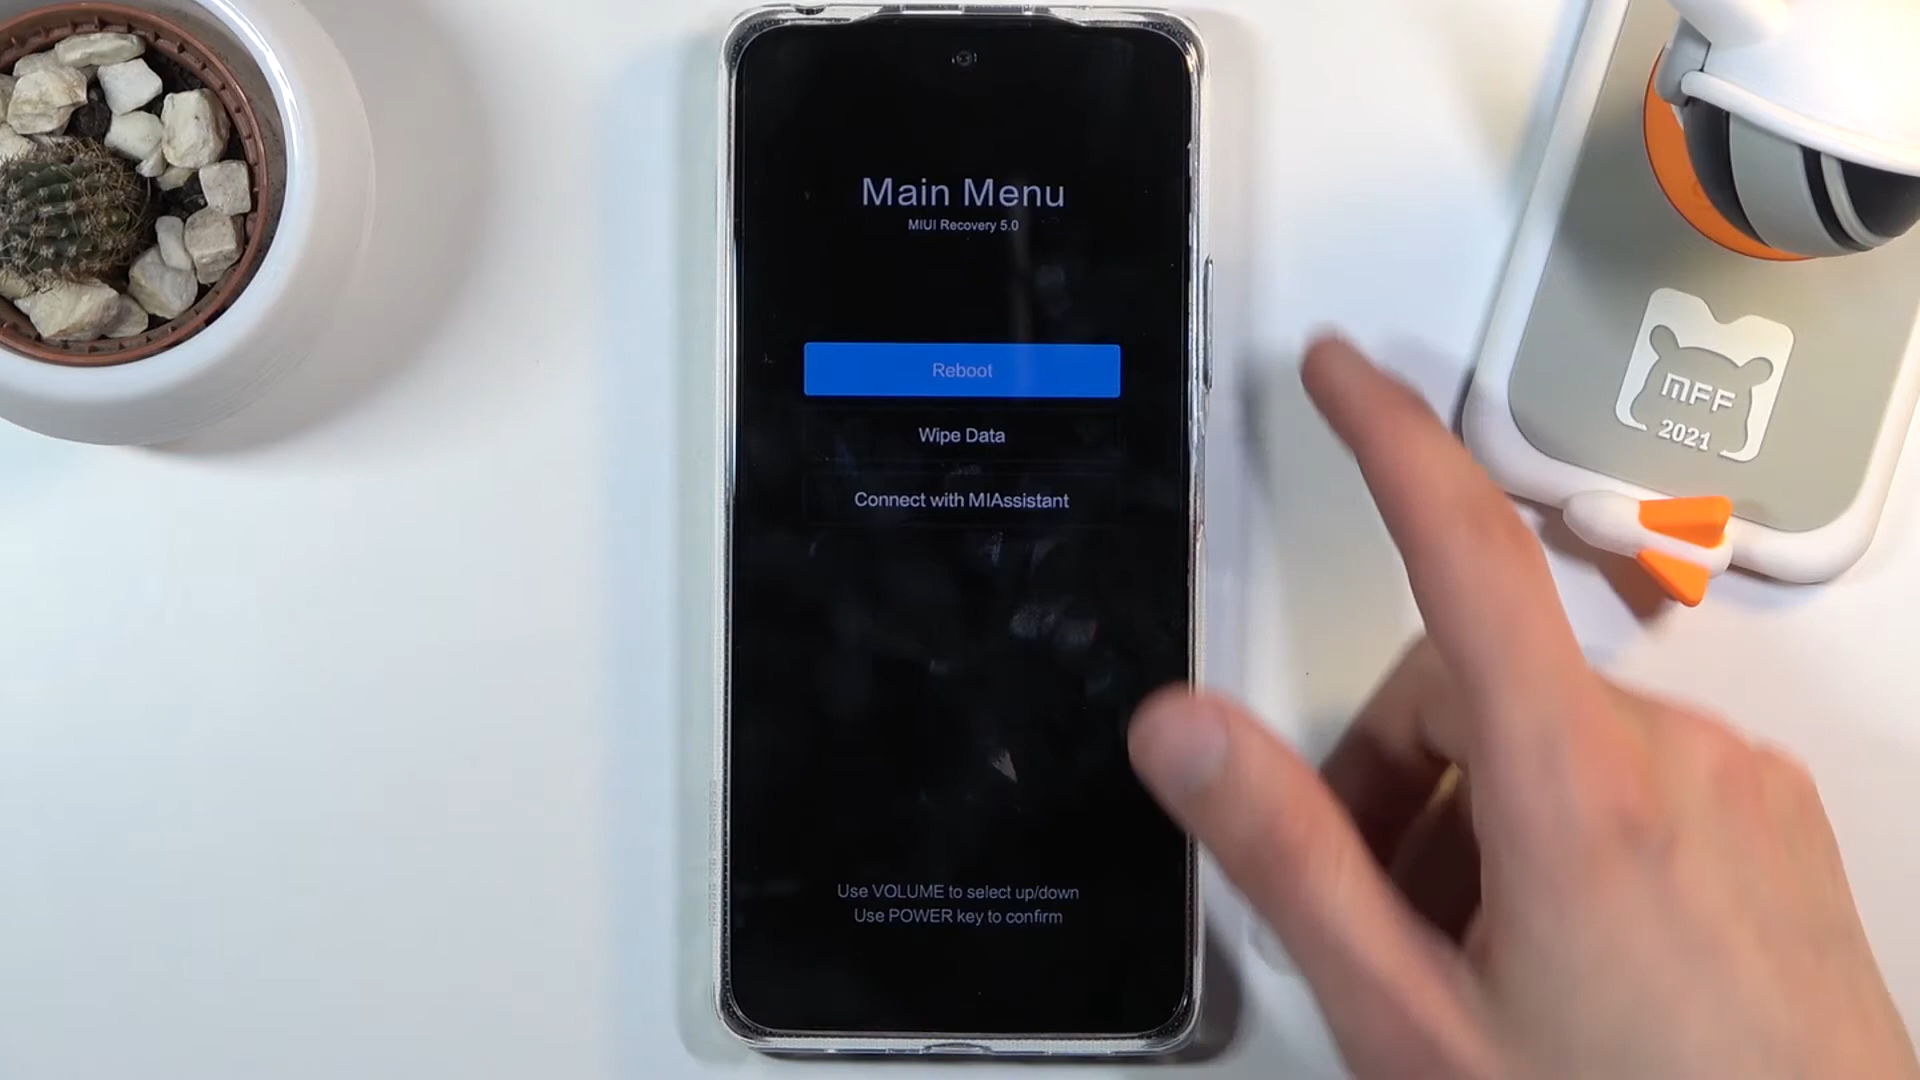 Main Menu
MIUI Recovery 5.0
Reboot
Wipe Data
Connect with MIAssistant
Use VOLUME to select up/down
Use POWER key to confirm
MFF
2021